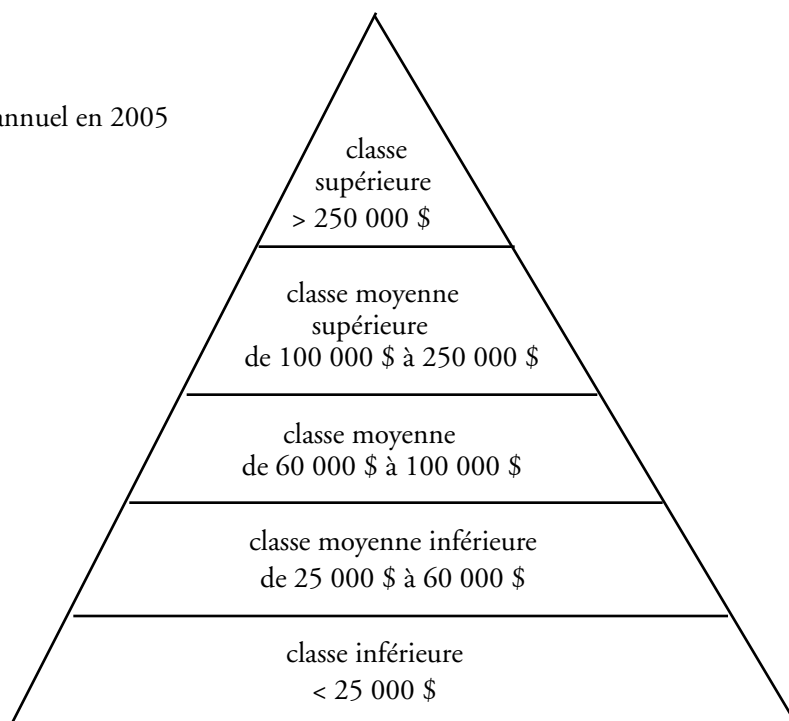 annuel en 2005
classe
supérieure
> 250 000 $
classe moyenne
supérieure
de 100 000 $ à 250 000 $
classe moyenne
de 60 000 $ à 100 000 $
classe moyenne inférieure
de 25 000 $ à 60 000 $
classe inférieure
< 25 000 $